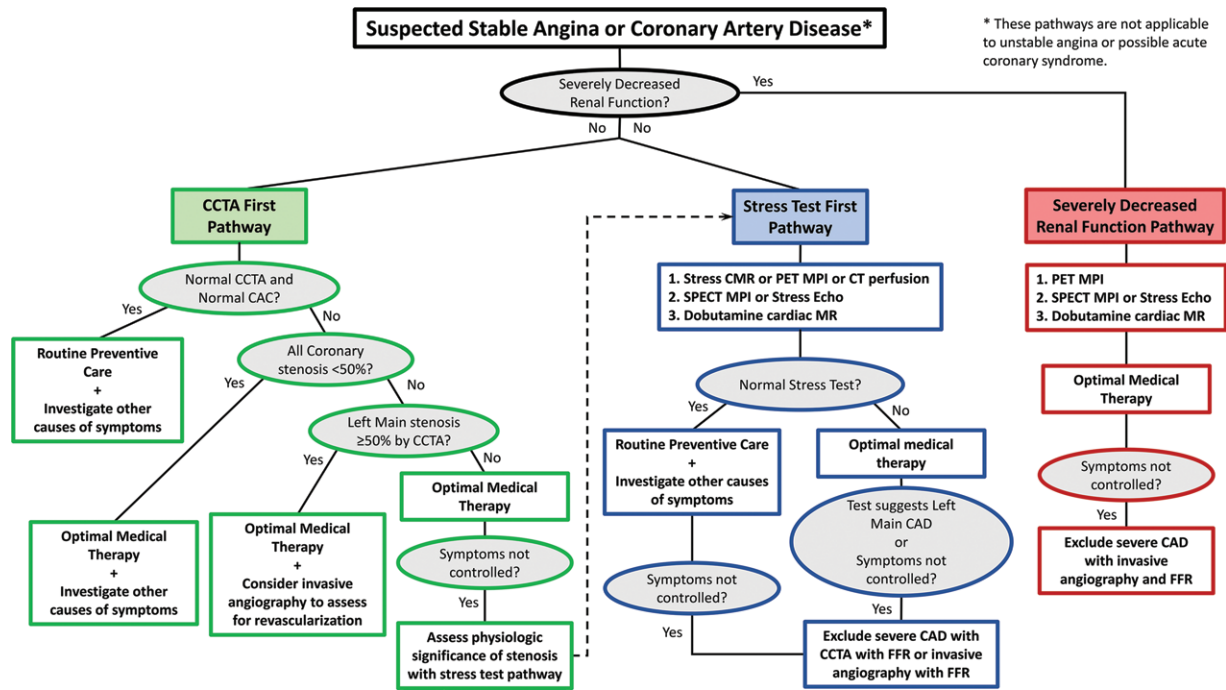 Suspected Stable Angina or Coronary Artery Disease*
* These pathways are not applicable
to unstable angina or possible acute
coronary syndrome.
Severely Decreased
Renal Function?
Yes
No
No
CCTA First
Pathway
Normal CCTA and
Normal CAC?
Yes
No
Routine Preventive
Care
+
Investigate other
causes of symptoms
All Coronary
stenosis <50%?
Yes
No
Left Main stenosis
≥50% by CCTA?
Yes
No
Optimal Medical
Therapy
+
Investigate other
causes of symptoms
Optimal Medical
Therapy
+
Consider invasive
angiography to assess
for revascularization
Optimal Medical
Therapy
Symptoms not
controlled?
Yes
Assess physiologic
significance of stenosis
with stress test pathway
Stress Test First
Pathway
1. Stress CMR or PET MPI or CT perfusion
2. SPECT MPI or Stress Echo
3. Dobutamine cardiac MR
Normal Stress Test?
Yes
No
Routine Preventive Care
+
Investigate other causes
of symptoms
Symptoms not
controlled?
Yes
Optimal medical
therapy
Test suggests Left
Main CAD
or
Symptoms not
controlled?
Yes
Exclude severe CAD with
CCTA with FFR or invasive
angiography with FFR
Severely Decreased
Renal Function Pathway
1. PET MPI
2. SPECT MPI or Stress Echo
3. Dobutamine cardiac MR
Optimal Medical
Therapy
Symptoms not
controlled?
Yes
Exclude severe CAD
with invasive
angiography and FFR